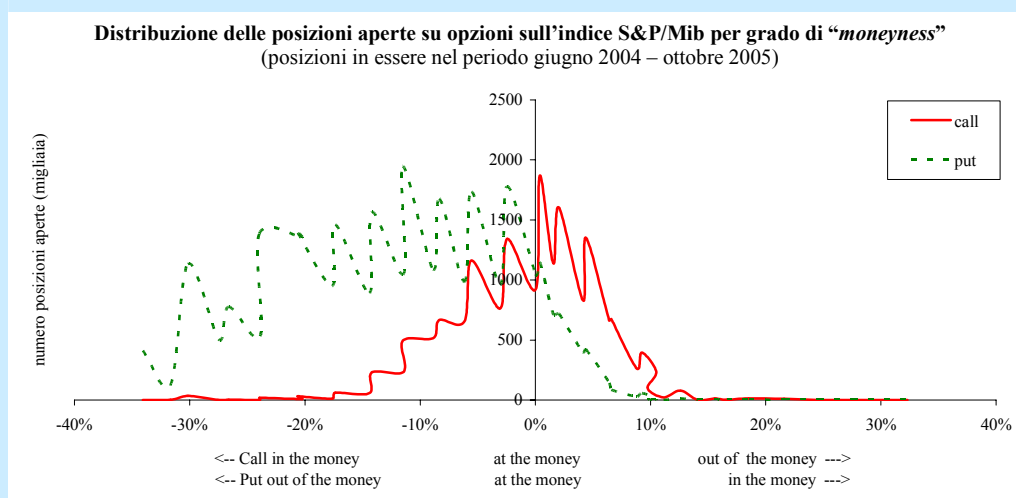 Distribuzione delle posizioni aperte su opzioni sull'indice S&P/Mib per grado di "moneyness"
(posizioni in essere nel periodo giugno 2004 – ottobre 2005)
numero posizioni aperte (migliaia)
2500
2000
1500
1000
500
0
call
put
-40% -30% -20% -10% 0% 10% 20% 30% 40%
<-- Call in the money at the money out of the money --->
<-- Put out of the money at the money in the money --->